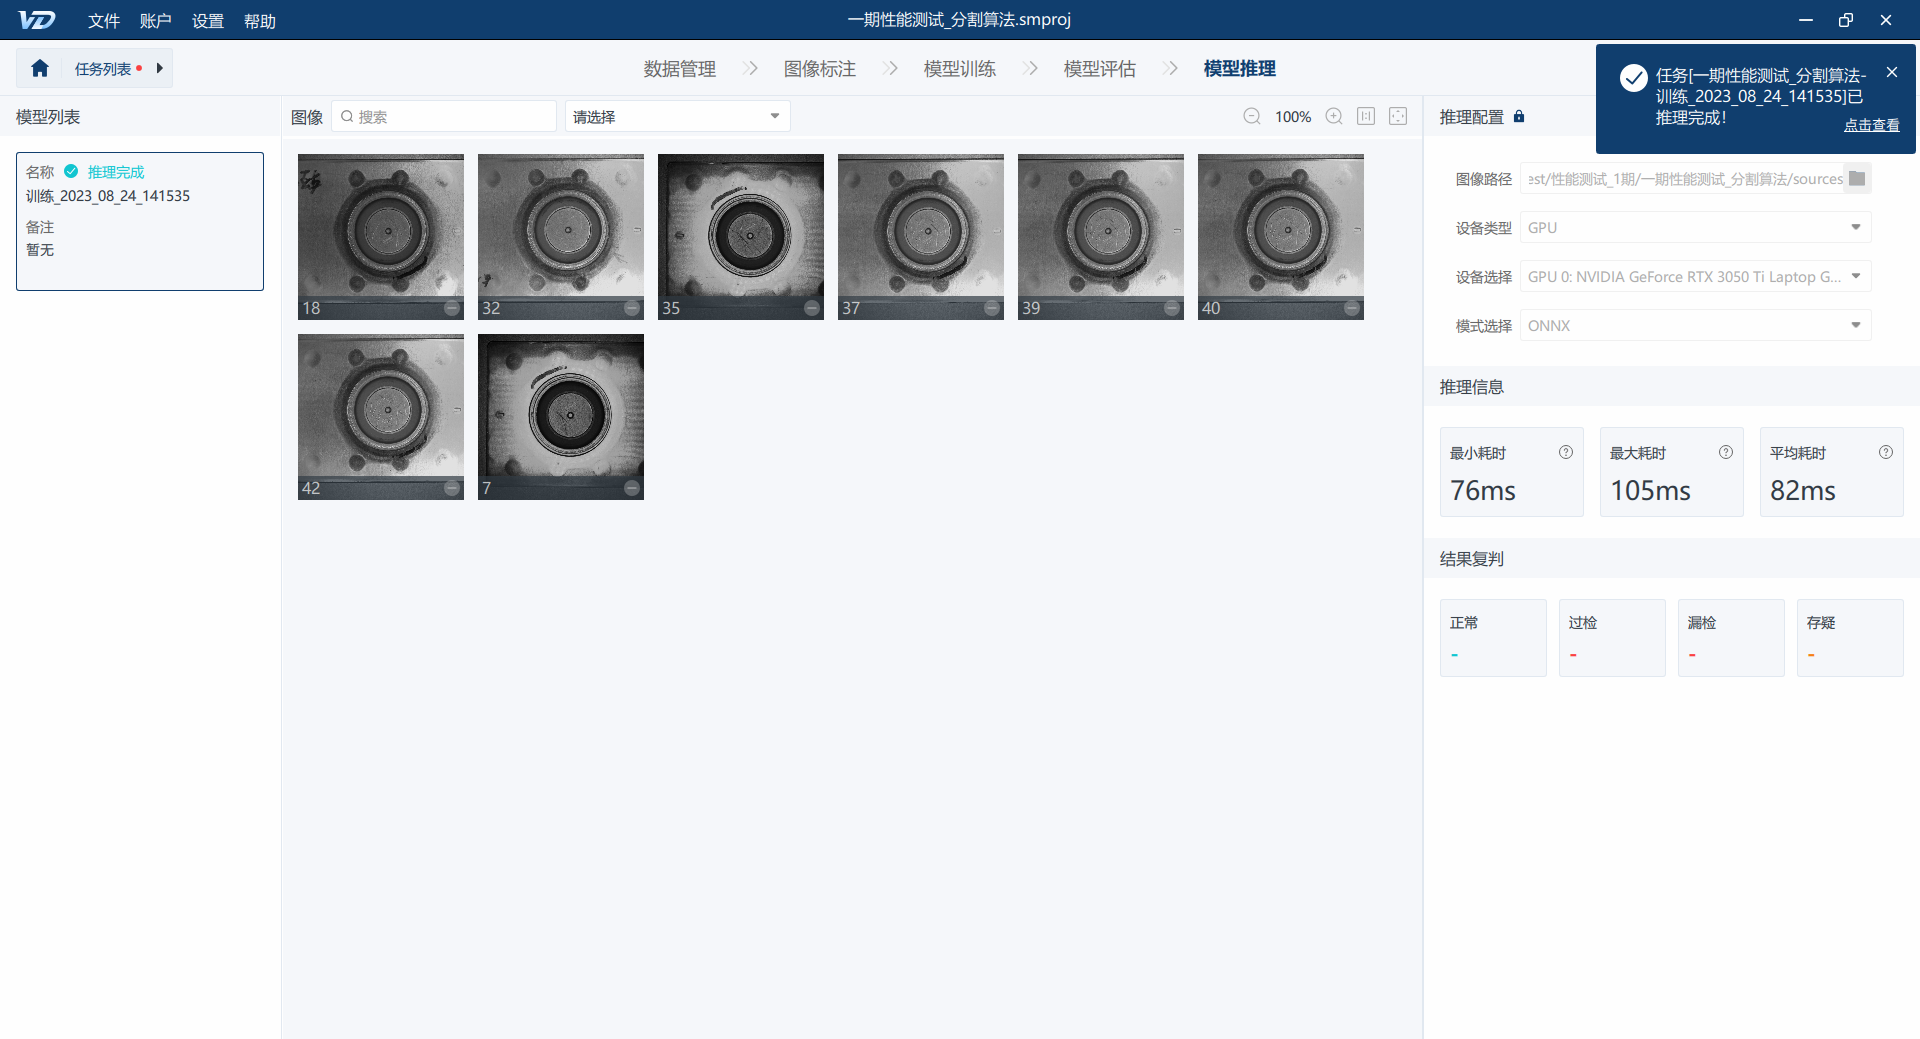 VD 文件 账户 设置 帮助 一期性能测试_分割算法.smproj
任务列表 数据管理 图像标注 模型训练 模型评估 模型推理
任务[一期性能测试_分割算法-
训练_2023_08_24_141535]已
推理完成!
点击查看
模型列表
名称 推理完成
训练_2023_08_24_141535
备注
暂无
图像 搜索 请选择 100%
18 32 35 37 39 40
42 7
推理配置
图像路径 est/性能测试_1期/一期性能测试_分割算法/sources
设备类型 GPU
设备选择 GPU 0: NVIDIA GeForce RTX 3050 Ti Laptop G...
模式选择 ONNX
推理信息
最小耗时 最大耗时 平均耗时
76ms 105ms 82ms
结果复判
正常 过检 漏检 存疑
- - - -